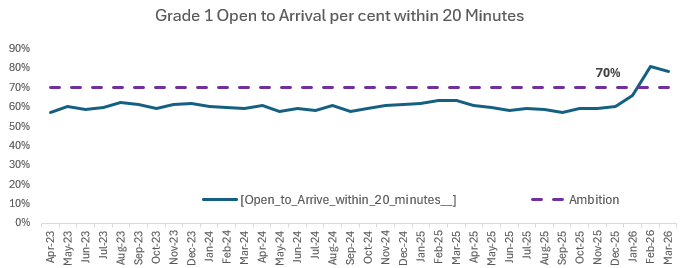 Grade 1 Open to Arrival per cent within 20 Minutes
90%
80%
70%
70%
60%
50%
40%
30%
20%
10%
0%
[Open_to_Arrive_within_20_minutes__]
Ambition
Apr-23
May-23
Jun-23
Jul-23
Aug-23
Sep-23
Oct-23
Nov-23
Dec-23
Jan-24
Feb-24
Mar-24
Apr-24
May-24
Jun-24
Jul-24
Aug-24
Sep-24
Oct-24
Nov-24
Dec-24
Jan-25
Feb-25
Mar-25
Apr-25
May-25
Jun-25
Jul-25
Aug-25
Sep-25
Oct-25
Nov-25
Dec-25
Jan-26
Feb-26
Mar-26